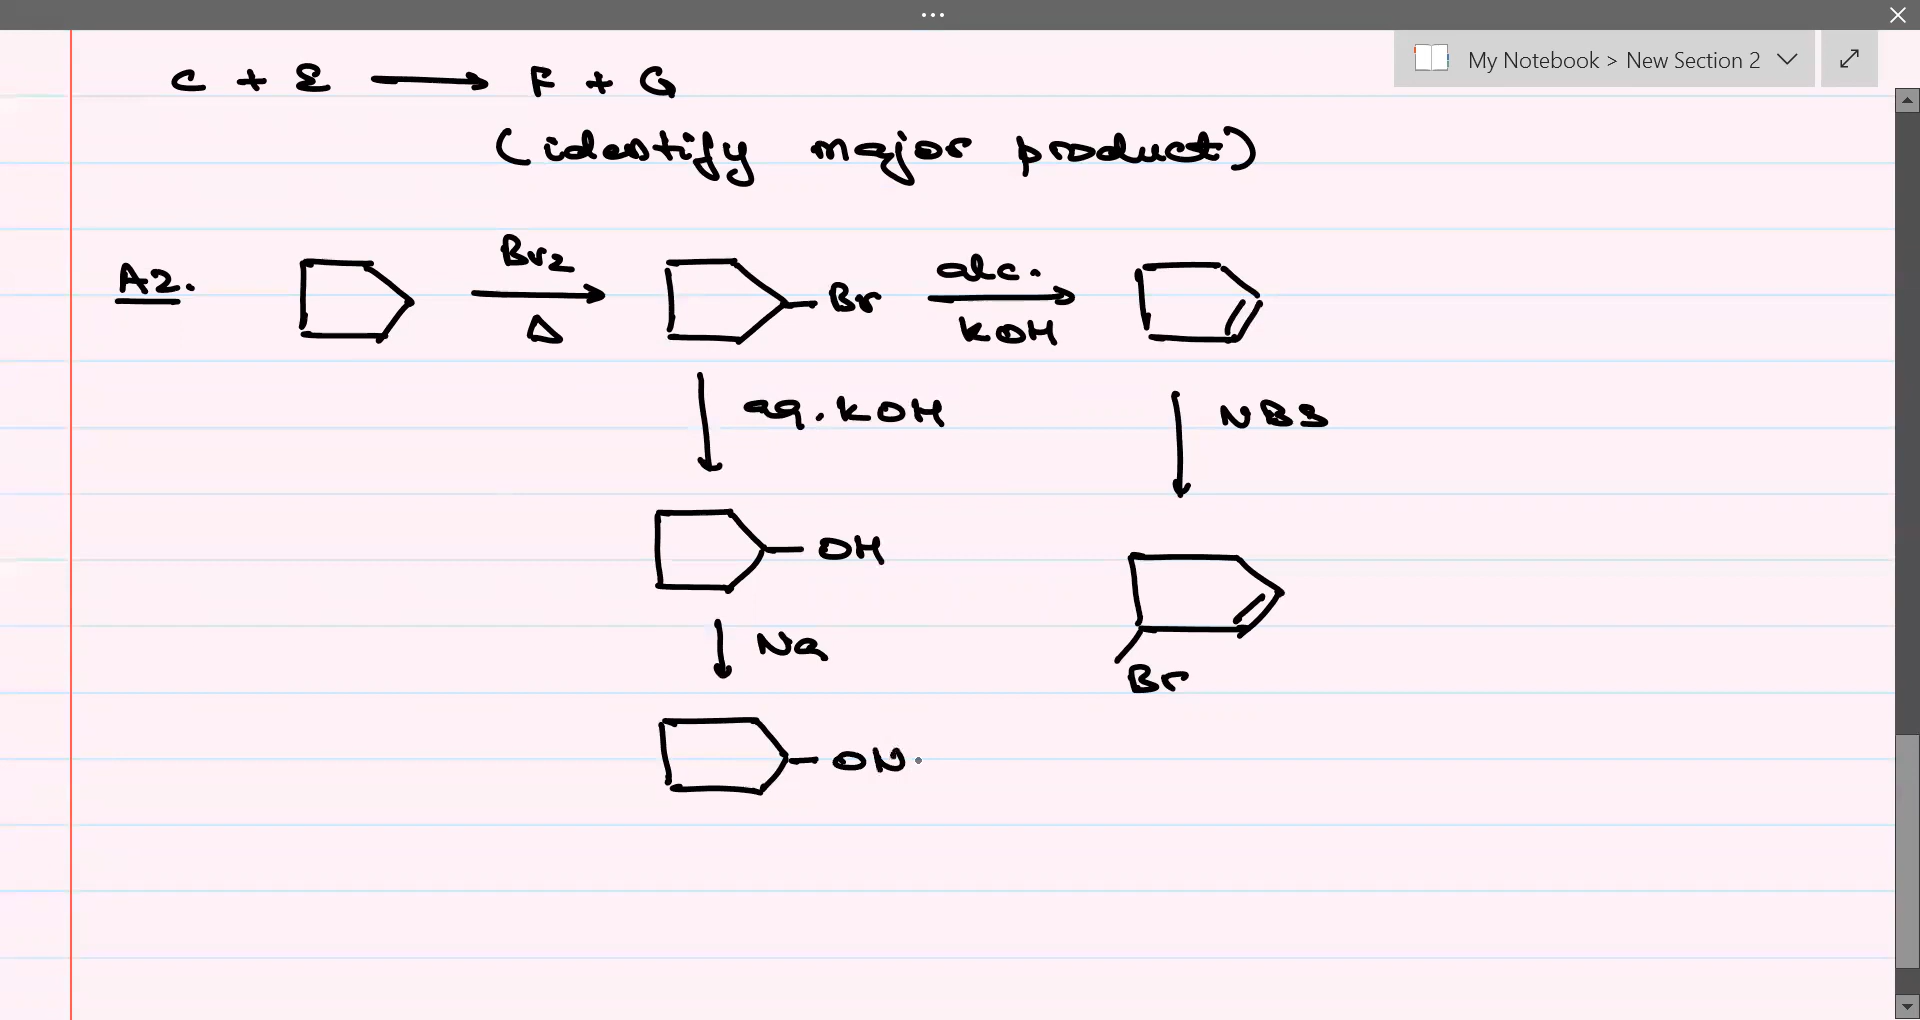 ...
My Notebook > New Section 2
C + E → F + G
(identify major product)
A2.
Br2
Δ
Br
alc.
KOH
aq. KOH
NBS
OH
Na
Br
ON